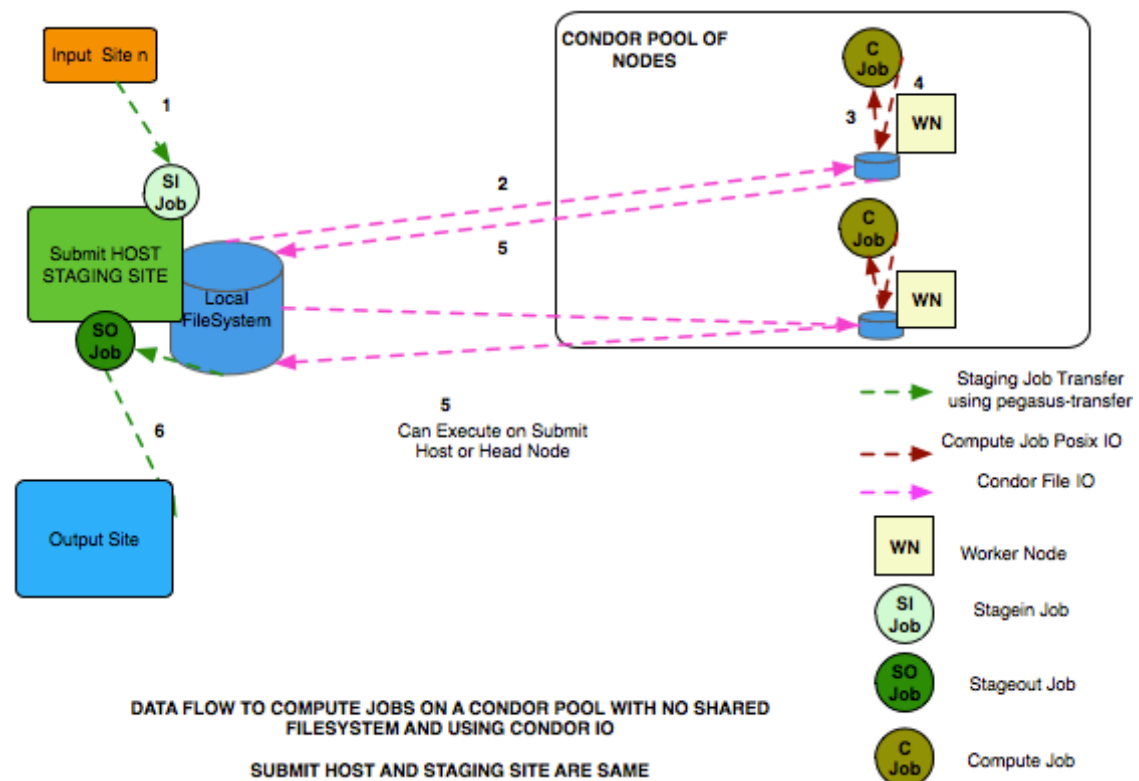 Input Site n
1
SI
Job
Submit HOST
STAGING SITE
Local
FileSystem
SO
Job
6
Output Site
2
5
5
Can Execute on Submit
Host or Head Node
CONDOR POOL OF
NODES
C
Job
4
3
WN
C
Job
WN
Staging Job Transfer
using pegasus-transfer
Compute Job Posix IO
Condor File IO
WN
Worker Node
SI
Job
Stagein Job
SO
Job
Stageout Job
C
Job
Compute Job
DATA FLOW TO COMPUTE JOBS ON A CONDOR POOL WITH NO SHARED
FILESYSTEM AND USING CONDOR IO
SUBMIT HOST AND STAGING SITE ARE SAME